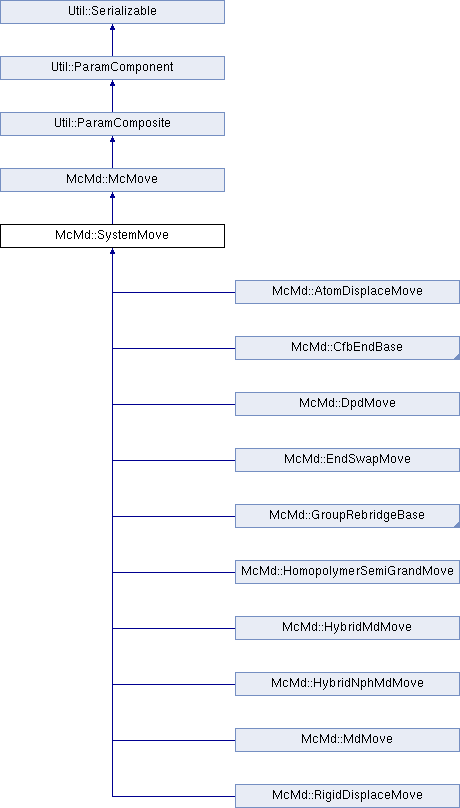 Util::Serializable
Util::ParamComponent
Util::ParamComposite
McMd::McMove
McMd::SystemMove
McMd::AtomDisplaceMove
McMd::CfbEndBase
McMd::DpdMove
McMd::EndSwapMove
McMd::GroupRebridgeBase
McMd::HomopolymerSemiGrandMove
McMd::HybridMdMove
McMd::HybridNphMdMove
McMd::MdMove
McMd::RigidDisplaceMove